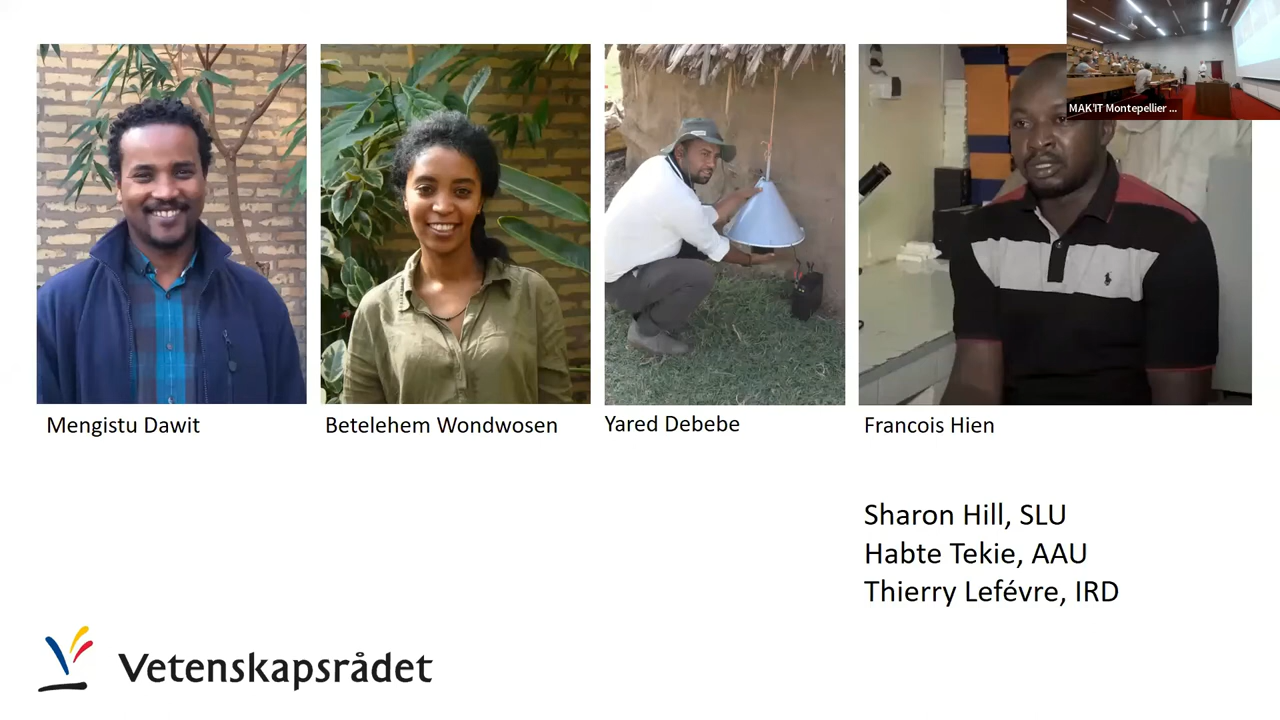 MAK'IT Montepellier ...
Mengistu Dawit
Betelehem Wondwosen
Yared Debebe
Francois Hien
Sharon Hill, SLU
Habte Tekie, AAU
Thierry Lefévre, IRD
Vetenskapsrådet